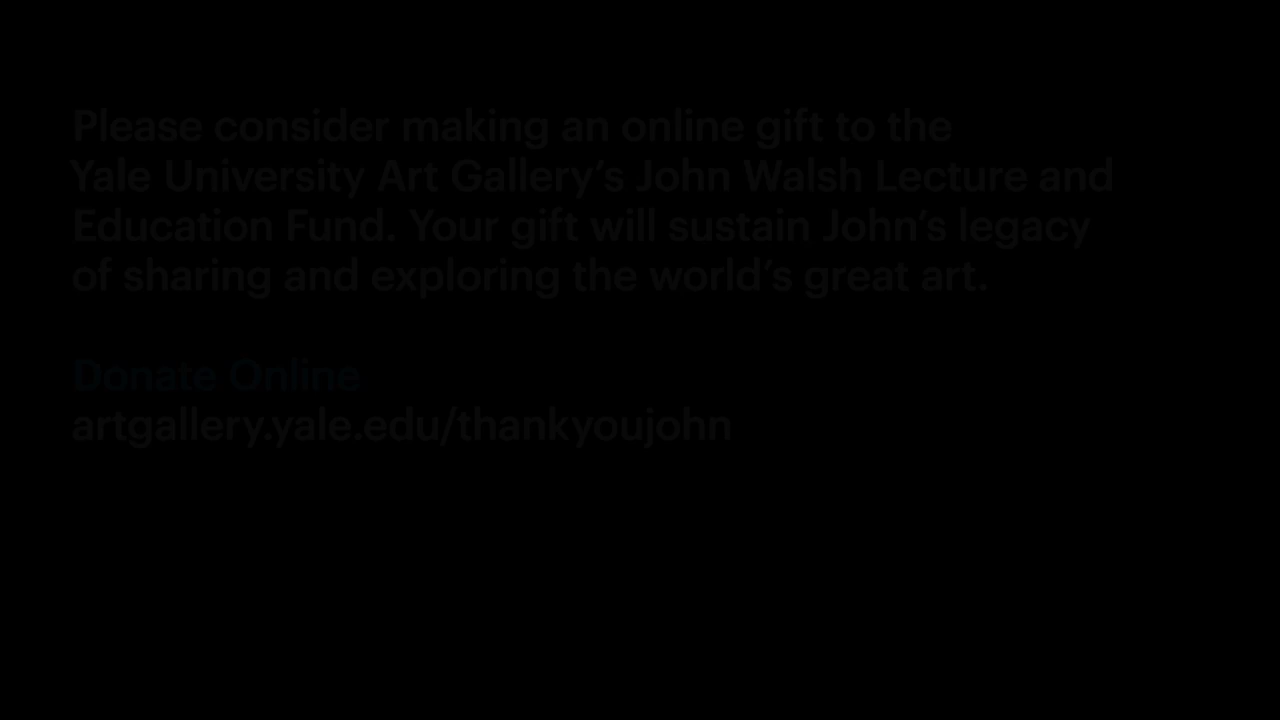 Please consider making an online gift to the
Yale University Art Gallery’s John Walsh Lecture and
Education Fund. Your gift will sustain John’s legacy
of sharing and exploring the world’s great art.
Donate Online
artgallery.yale.edu/thankyoujohn